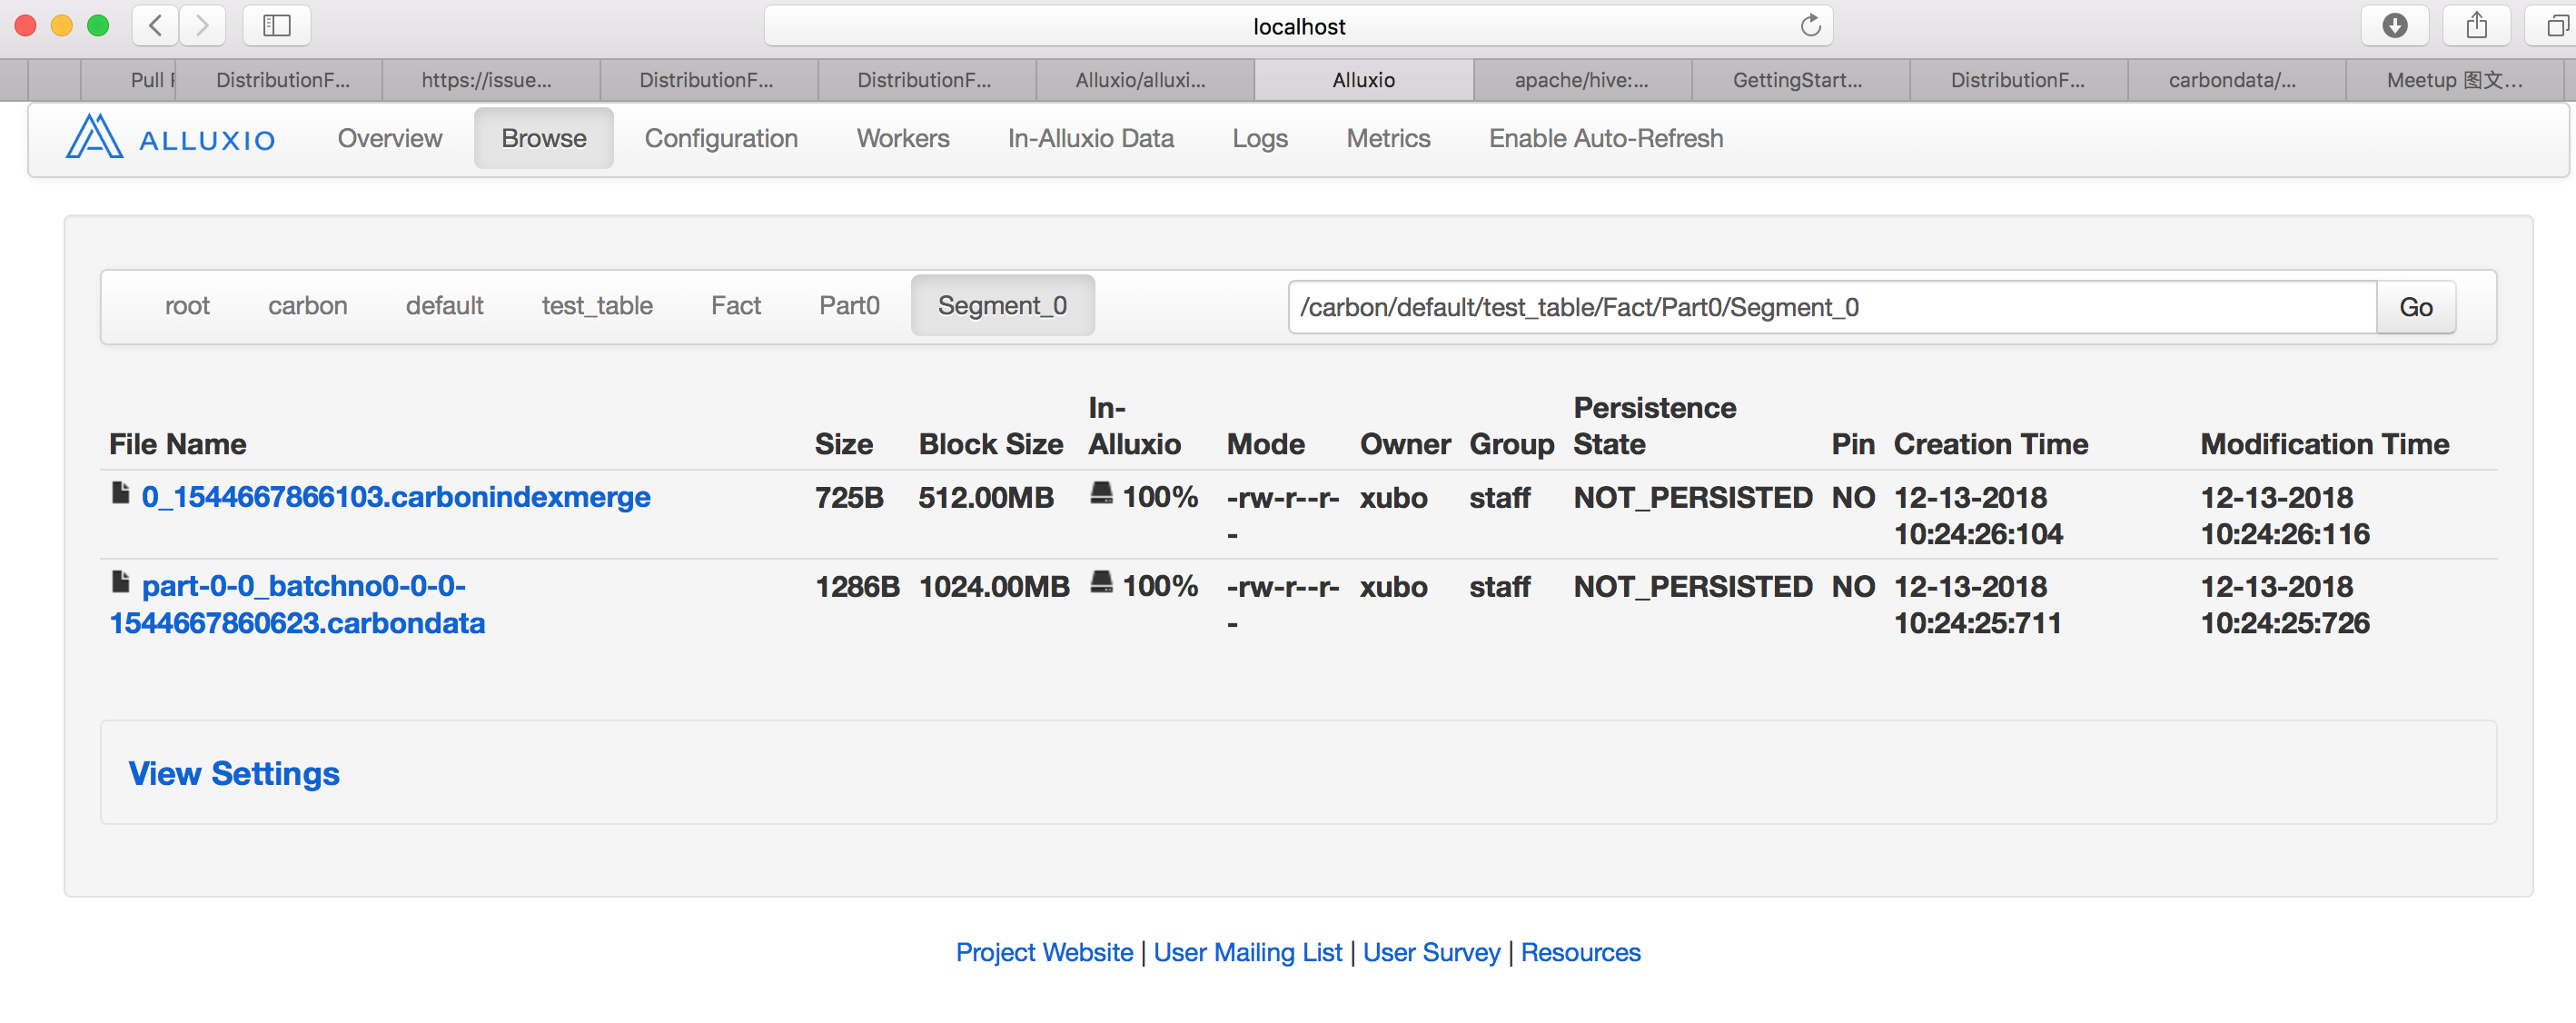 localhost
Pull F
DistributionF...
https://issue...
DistributionF...
DistributionF...
Alluxio/alluxi...
Alluxio
apache/hive:...
GettingStart...
DistributionF...
carbondata/...
Meetup 图文...
ALLUXIO
Overview
Browse
Configuration
Workers
In-Alluxio Data
Logs
Metrics
Enable Auto-Refresh
root
carbon
default
test_table
Fact
Part0
Segment_0
/carbon/default/test_table/Fact/Part0/Segment_0
Go
File Name
Size
Block Size
In-
Alluxio
Mode
Owner
Group
Persistence
State
Pin
Creation Time
Modification Time
0_1544667866103.carbonindexmerge
725B
512.00MB
100%
-rw-r--r-
-
xubo
staff
NOT_PERSISTED
NO
12-13-2018
10:24:26:104
12-13-2018
10:24:26:116
part-0-0_batchno0-0-0-
1544667860623.carbondata
1286B
1024.00MB
100%
-rw-r--r-
-
xubo
staff
NOT_PERSISTED
NO
12-13-2018
10:24:25:711
12-13-2018
10:24:25:726
View Settings
Project Website | User Mailing List | User Survey | Resources